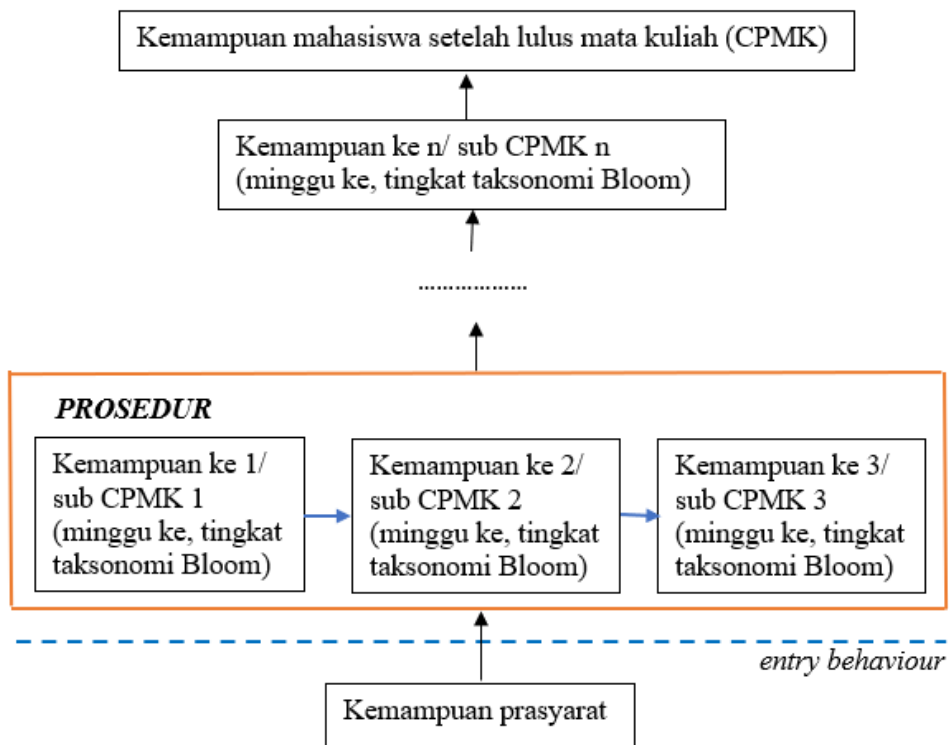 Kemampuan mahasiswa setelah lulus mata kuliah (CPMK)
Kemampuan ke n/ sub CPMK n
(minggu ke, tingkat taksonomi Bloom)
..................
PROSEDUR
Kemampuan ke 1/
sub CPMK 1
(minggu ke, tingkat
taksonomi Bloom)
Kemampuan ke 2/
sub CPMK 2
(minggu ke, tingkat
taksonomi Bloom)
Kemampuan ke 3/
sub CPMK 3
(minggu ke, tingkat
taksonomi Bloom)
entry behaviour
Kemampuan prasyarat